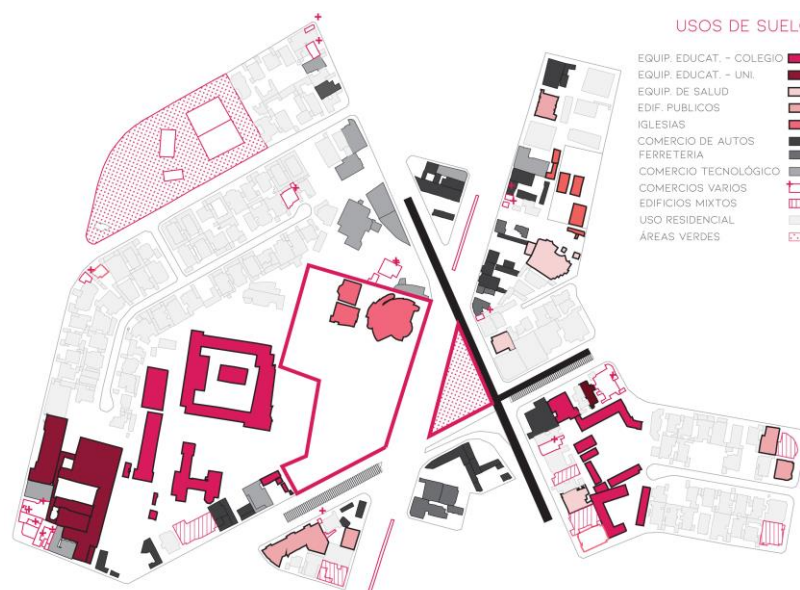 USOS DE SUELO
EQUIP. EDUCAT. - COLEGIO
EQUIP. EDUCAT. - UNI.
EQUIP. DE SALUD
EDIF. PUBLICOS
IGLESIAS
COMERCIO DE AUTOS
FERRETERIA
COMERCIO TECNOLÓGICO
COMERCIOS VARIOS
EDIFICIOS MIXTOS
USO RESIDENCIAL
ÁREAS VERDES